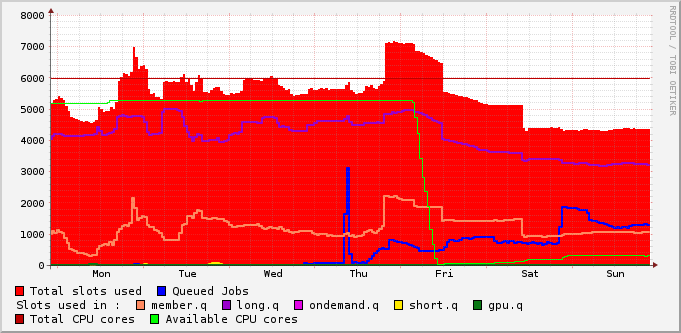 RRDTOOL / TOBI OETIKER
8000
7000
6000
5000
4000
3000
2000
1000
0
Mon Tue Wed Thu Fri Sat Sun
Total slots used Queued Jobs
Slots used in : member.q long.q ondemand.q short.q gpu.q
Total CPU cores Available CPU cores